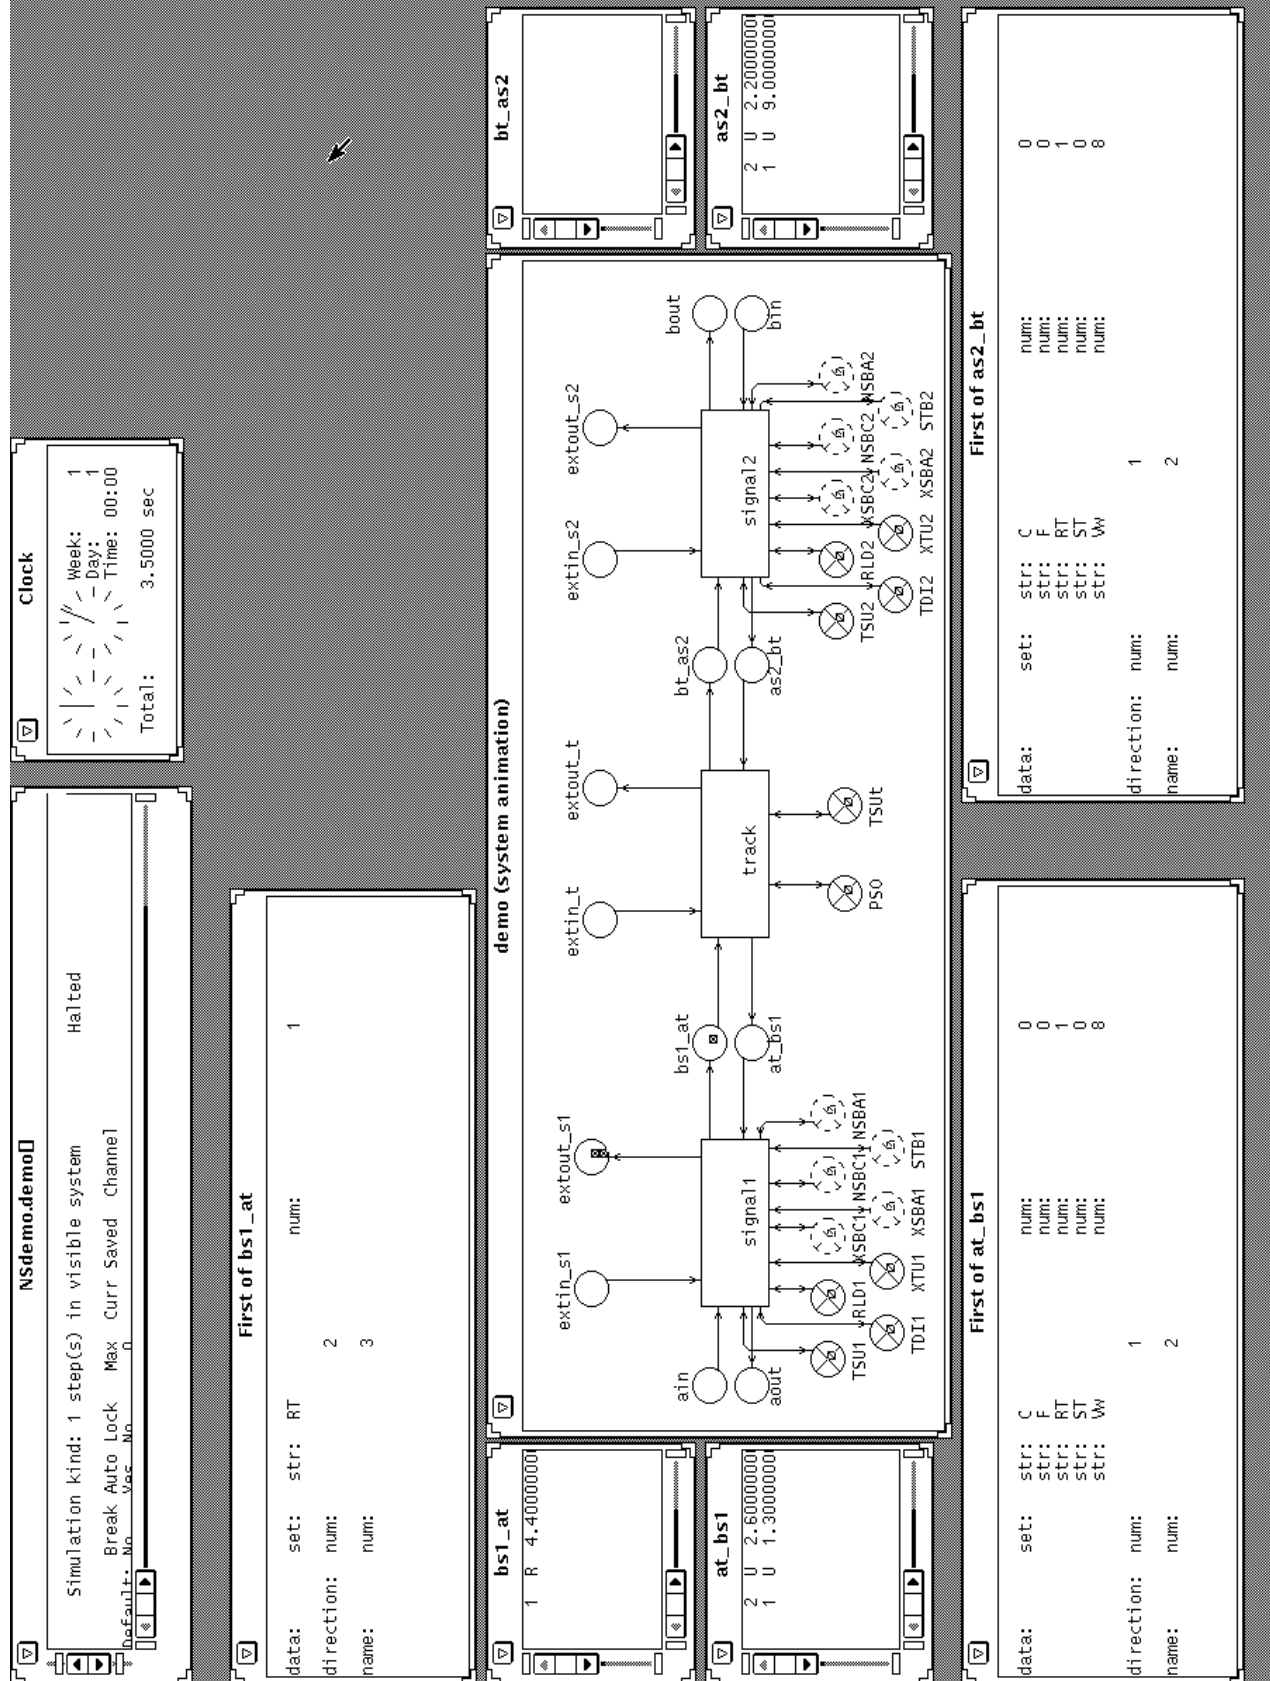 NSdemo.demo
Simulation kind: 1 step(s) in visible system Halted
Break Auto Lock Max Curr Saved Channel
Default: No Yes No 0
Clock
Week: 1
Day: 1
Time: 00:00
Total: 3.5000 sec
First of bs1_at
data: set: str: RT num: 1
direction: num: 2
name: num: 3
bs1_at
1 R 4.4000000
demo (system animation)
extin_s1
extout_s1
extin_t
extout_t
extin_s2
extout_s2
ain
bs1_at
bt_as2
bout
signal1
track
signal2
aout
at_bs1
as2_bt
bin
TSU1
RLD1
XSBC1
NSBC1
NSBA1
TDI1
XTU1
XSBA1
STB1
PSO
TSUt
TSU2
RLD2
XSBC2
NSBC2
NSBA2
TDI2
XTU2
XSBA2
STB2
bt_as2
at_bs1
2 U 2.6000000
1 U 1.3000000
as2_bt
2 U 2.2000000
1 U 9.0000000
First of at_bs1
data: set: str: C num: 0
str: F num: 0
str: RT num: 1
str: ST num: 0
str: Vw num: 8
direction: num: 1
name: num: 2
First of as2_bt
data: set: str: C num: 0
str: F num: 0
str: RT num: 1
str: ST num: 0
str: Vw num: 8
direction: num: 1
name: num: 2